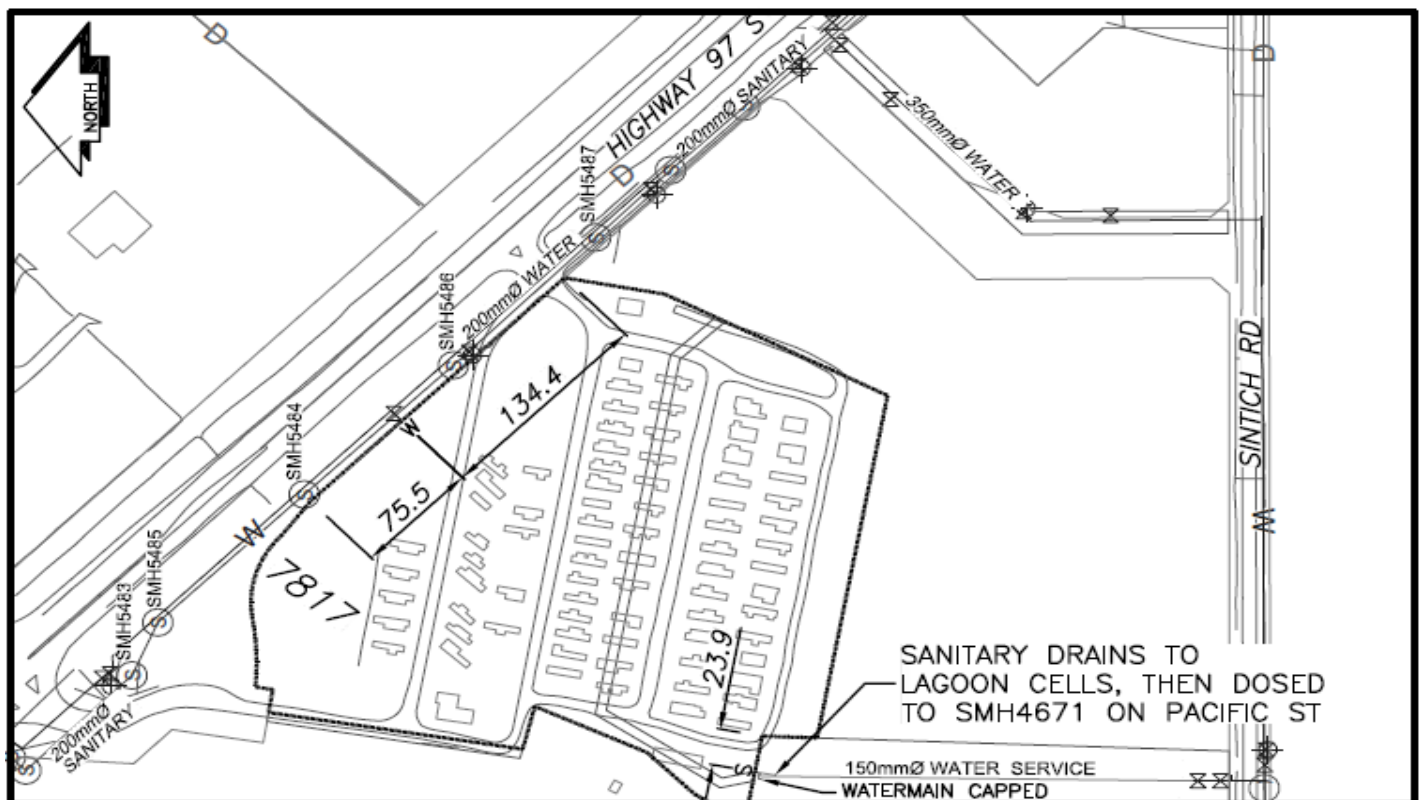 NORTH
D
HIGHWAY 97 S
200mmØ SANITARY
350mmØ WATER
D
D
S
S
SMH5487
S
200mmØ WATER
SMH5486
S
SMH5484
S
W
134.4
75.5
W
SMH5485
S
SMH5483
S
7817
200mmØ
SANITARY
S
SINTICH RD
W
23.9
SANITARY DRAINS TO
LAGOON CELLS, THEN DOSED
TO SMH4671 ON PACIFIC ST
S
150mmØ WATER SERVICE
WATERMAIN CAPPED